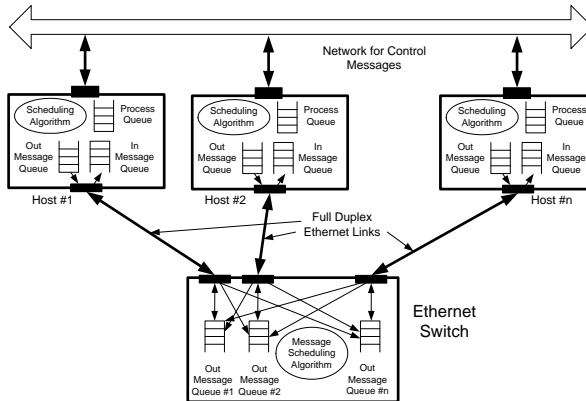 Network for Control
Messages
Scheduling
Algorithm
Process
Queue
Out
Message
Queue
In
Message
Queue
Host #1
Scheduling
Algorithm
Process
Queue
Out
Message
Queue
In
Message
Queue
Host #2
Scheduling
Algorithm
Process
Queue
Out
Message
Queue
In
Message
Queue
Host #n
Full Duplex
Ethernet Links
Ethernet
Switch
Message
Scheduling
Algorithm
Out
Message
Queue #1
Out
Message
Queue #2
Out
Message
Queue #n